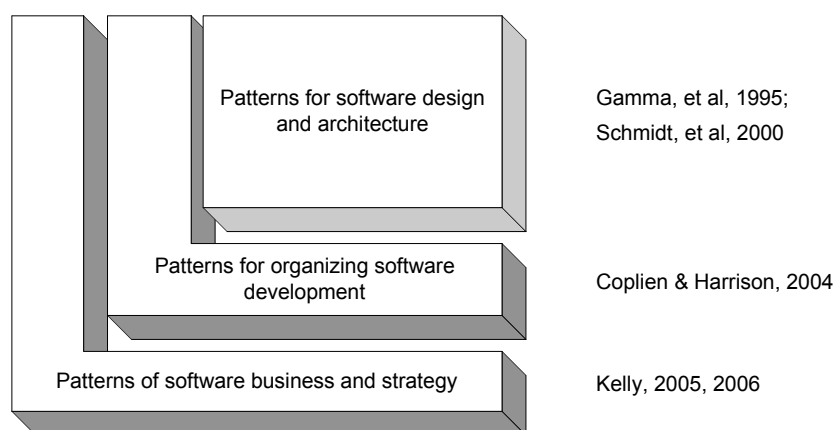 Patterns for software design
and architecture
Gamma, et al, 1995;
Schmidt, et al, 2000
Patterns for organizing software
development
Coplien & Harrison, 2004
Patterns of software business and strategy
Kelly, 2005, 2006